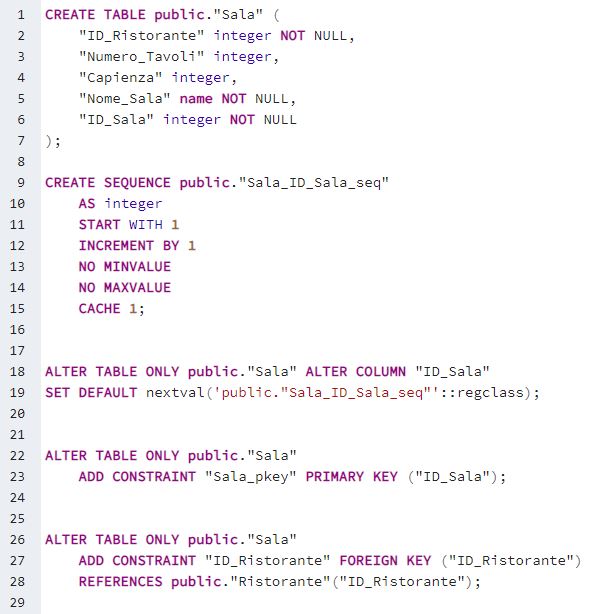 1 CREATE TABLE public."Sala" (
2 "ID_Ristorante" integer NOT NULL,
3 "Numero_Tavoli" integer,
4 "Capienza" integer,
5 "Nome_Sala" name NOT NULL,
6 "ID_Sala" integer NOT NULL
7 );
8
9 CREATE SEQUENCE public."Sala_ID_Sala_seq"
10 AS integer
11 START WITH 1
12 INCREMENT BY 1
13 NO MINVALUE
14 NO MAXVALUE
15 CACHE 1;
16
17
18 ALTER TABLE ONLY public."Sala" ALTER COLUMN "ID_Sala"
19 SET DEFAULT nextval('public."Sala_ID_Sala_seq"'::regclass);
20
21
22 ALTER TABLE ONLY public."Sala"
23 ADD CONSTRAINT "Sala_pkey" PRIMARY KEY ("ID_Sala");
24
25
26 ALTER TABLE ONLY public."Sala"
27 ADD CONSTRAINT "ID_Ristorante" FOREIGN KEY ("ID_Ristorante")
28 REFERENCES public."Ristorante"("ID_Ristorante");
29